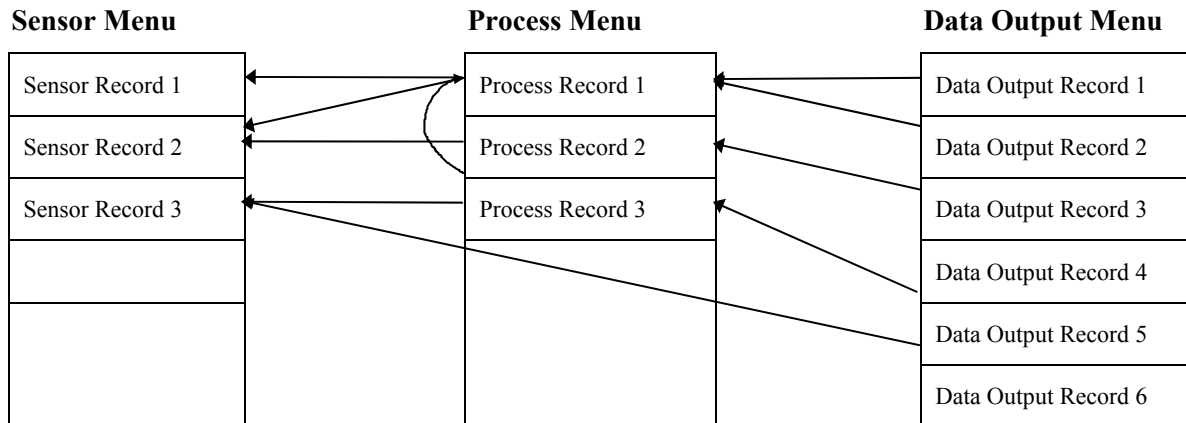 Sensor Menu Process Menu Data Output Menu
Sensor Record 1 Process Record 1 Data Output Record 1
Sensor Record 2 Process Record 2 Data Output Record 2
Sensor Record 3 Process Record 3 Data Output Record 3
Data Output Record 4
Data Output Record 5
Data Output Record 6